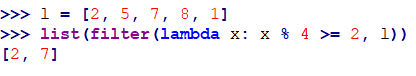 >>> l = [2, 5, 7, 8, 1]
>>> list(filter(lambda x: x % 4 >= 2, l))
[2, 7]